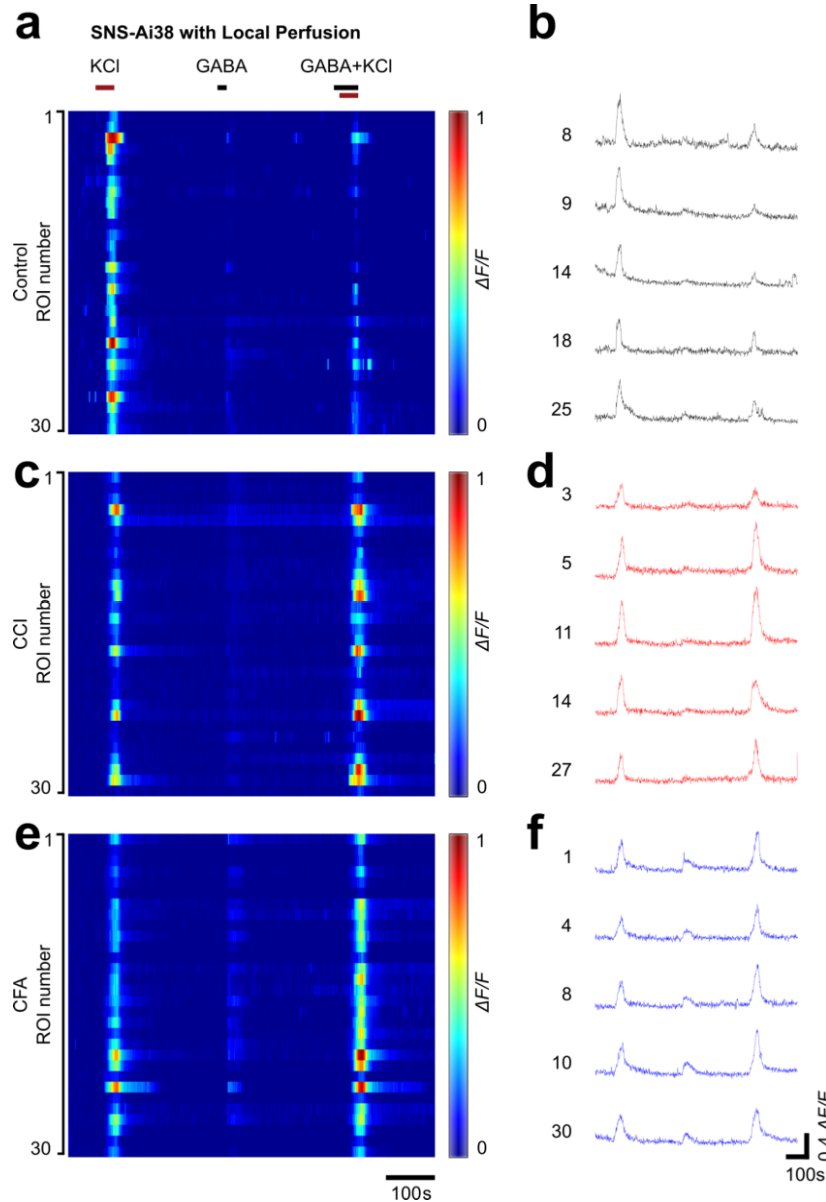 a
SNS-Ai38 with Local Perfusion
KCl GABA GABA+KCl
1
Control
ROI number
30
1
ΔF/F
0
b
8
9
14
18
25
c
1
CCI
ROI number
30
1
ΔF/F
0
d
3
5
11
14
27
e
1
CFA
ROI number
30
1
ΔF/F
0
100s
f
1
4
8
10
30
0.4 ΔF/F
100s